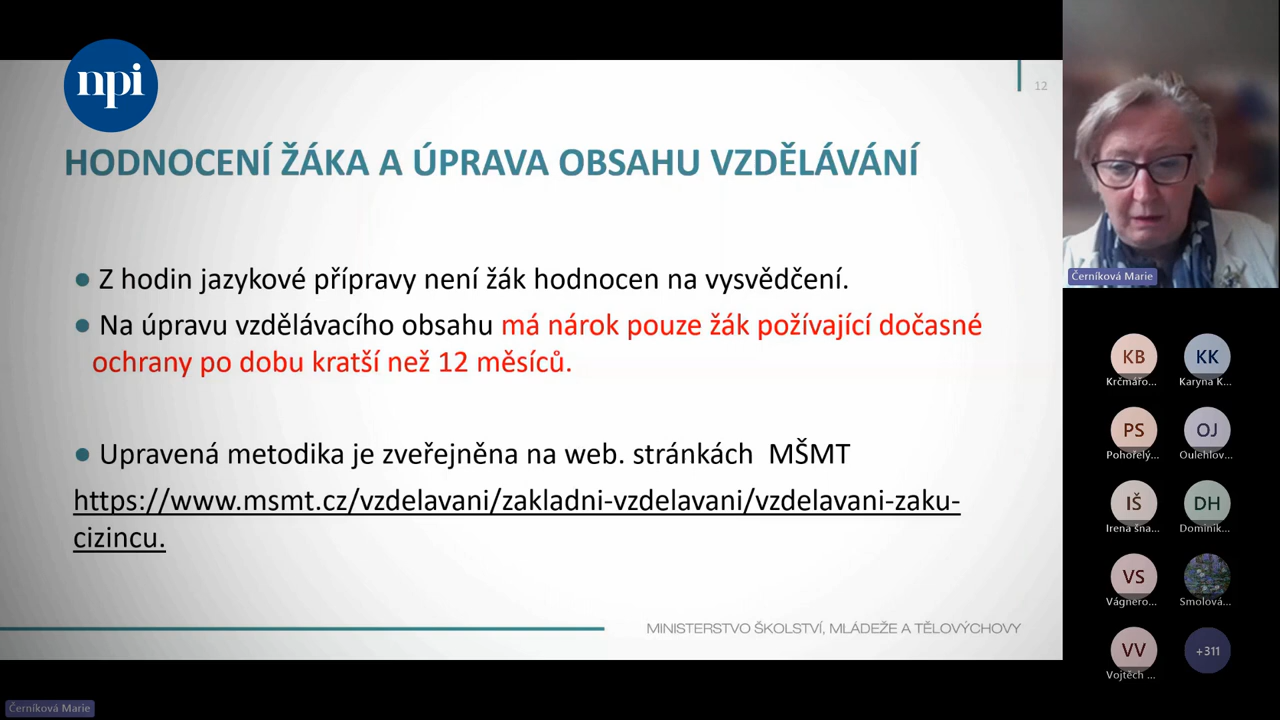 npi
12
HODNOCENÍ ŽÁKA A ÚPRAVA OBSAHU VZDĚLÁVÁNÍ
● Z hodin jazykové přípravy není žák hodnocen na vysvědčení.
● Na úpravu vzdělávacího obsahu má nárok pouze žák požívající dočasné
ochrany po dobu kratší než 12 měsíců.
● Upravená metodika je zveřejněna na web. stránkách MŠMT
https://www.msmt.cz/vzdelavani/zakladni-vzdelavani/vzdelavani-zaku-
cizincu.
MINISTERSTVO ŠKOLSTVÍ, MLÁDEŽE A TĚLOVÝCHOVY
Černíková Marie
KB KK
Krčmářo... Karyna K...
PS OJ
Pohořelý... Oulehlov...
IŠ DH
Irena šna... Dominik...
VS
Vágnero... Smolová...
VV +311
Vojtěch ...
Černíková Marie